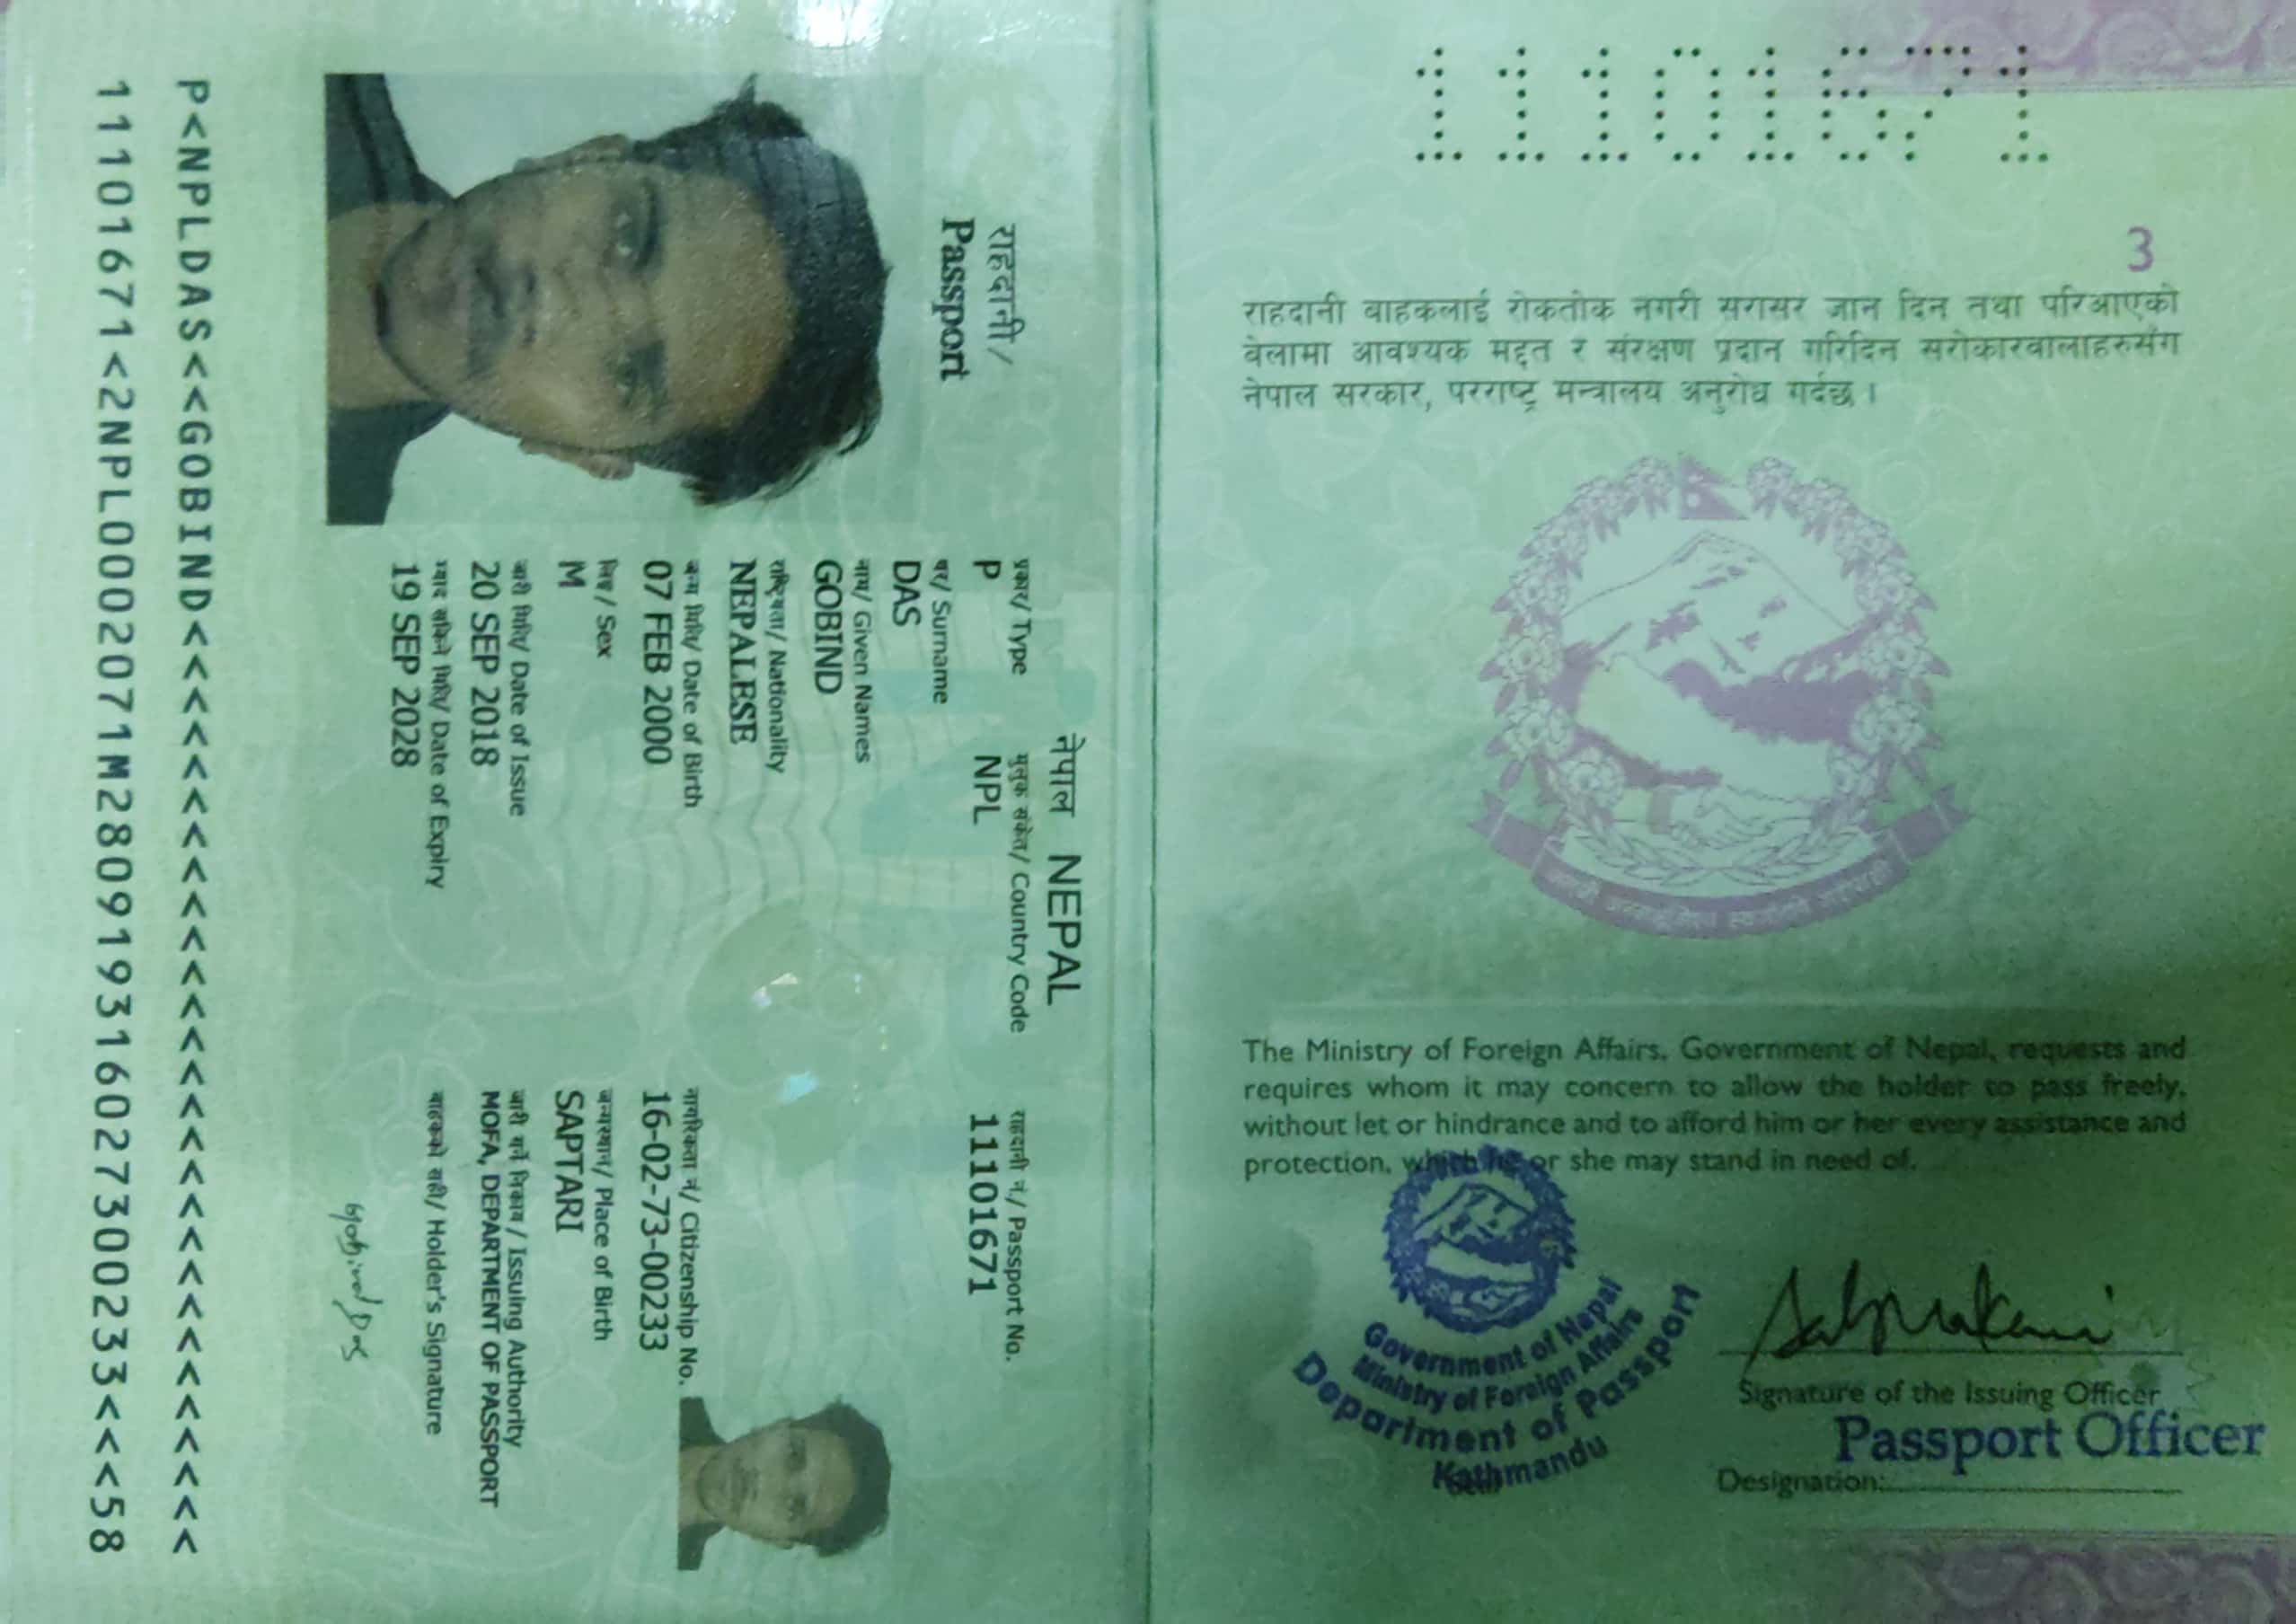 3
राहदानी वाहकलाई रोकतोक नगरी सरासर जान दिन तथा परिआएको
बेलामा आवश्यक मद्दत र संरक्षण प्रदान गरिदिन सरोकारवालाहरुसंग
नेपाल सरकार, परराष्ट्र मन्त्रालय अनुरोध गर्दछ ।
The Ministry of Foreign Affairs, Government of Nepal, requests and
requires whom it may concern to allow the holder to pass freely,
without let or hindrance and to afford him or her every assistance and
protection, which he or she may stand in need of.
Government of Nepal
Ministry of Foreign Affairs
Department of Passport
Kathmandu
Signature of the Issuing Officer
Passport Officer
Designation:
नेपाल NEPAL
राहदानी/
Passport
प्रकार/ Type मुलुक संकेत/ Country Code राहदानी नं./ Passport No.
P NPL 11101671
थर/ Surname
DAS
नाम/ Given Names
GOBIND
राष्ट्रियता/ Nationality
NEPALESE
जन्म मिति/ Date of Birth नागरिकता नं/ Citizenship No.
07 FEB 2000 16-02-73-00233
लिङ्ग/ Sex जन्मस्थान/ Place of Birth
M SAPTARI
जारी मिति/ Date of Issue जारी गर्ने निकाय / Issuing Authority
20 SEP 2018 MOFA, DEPARTMENT OF PASSPORT
म्याद सकिने मिति/ Date of Expiry वाहकको सही/ Holder's Signature
19 SEP 2028
Gobind Das
P<NPLDAS<<GOBIND<<<<<<<<<<<<<<<<<<<<<<<<<<<<
11101671<2NPL0002071M280919316027300233<<<58